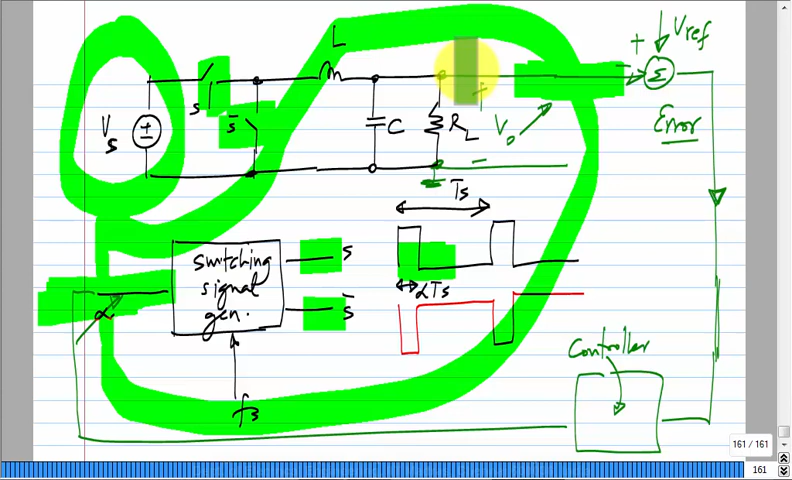 L
+ Vref
S
S̄
Vs
+
−
C
RL
+
Vo
−
Σ
−
Error
Ts
switching
signal
gen.
S
S̄
α
αTs
fs
Controller
161 / 161
161